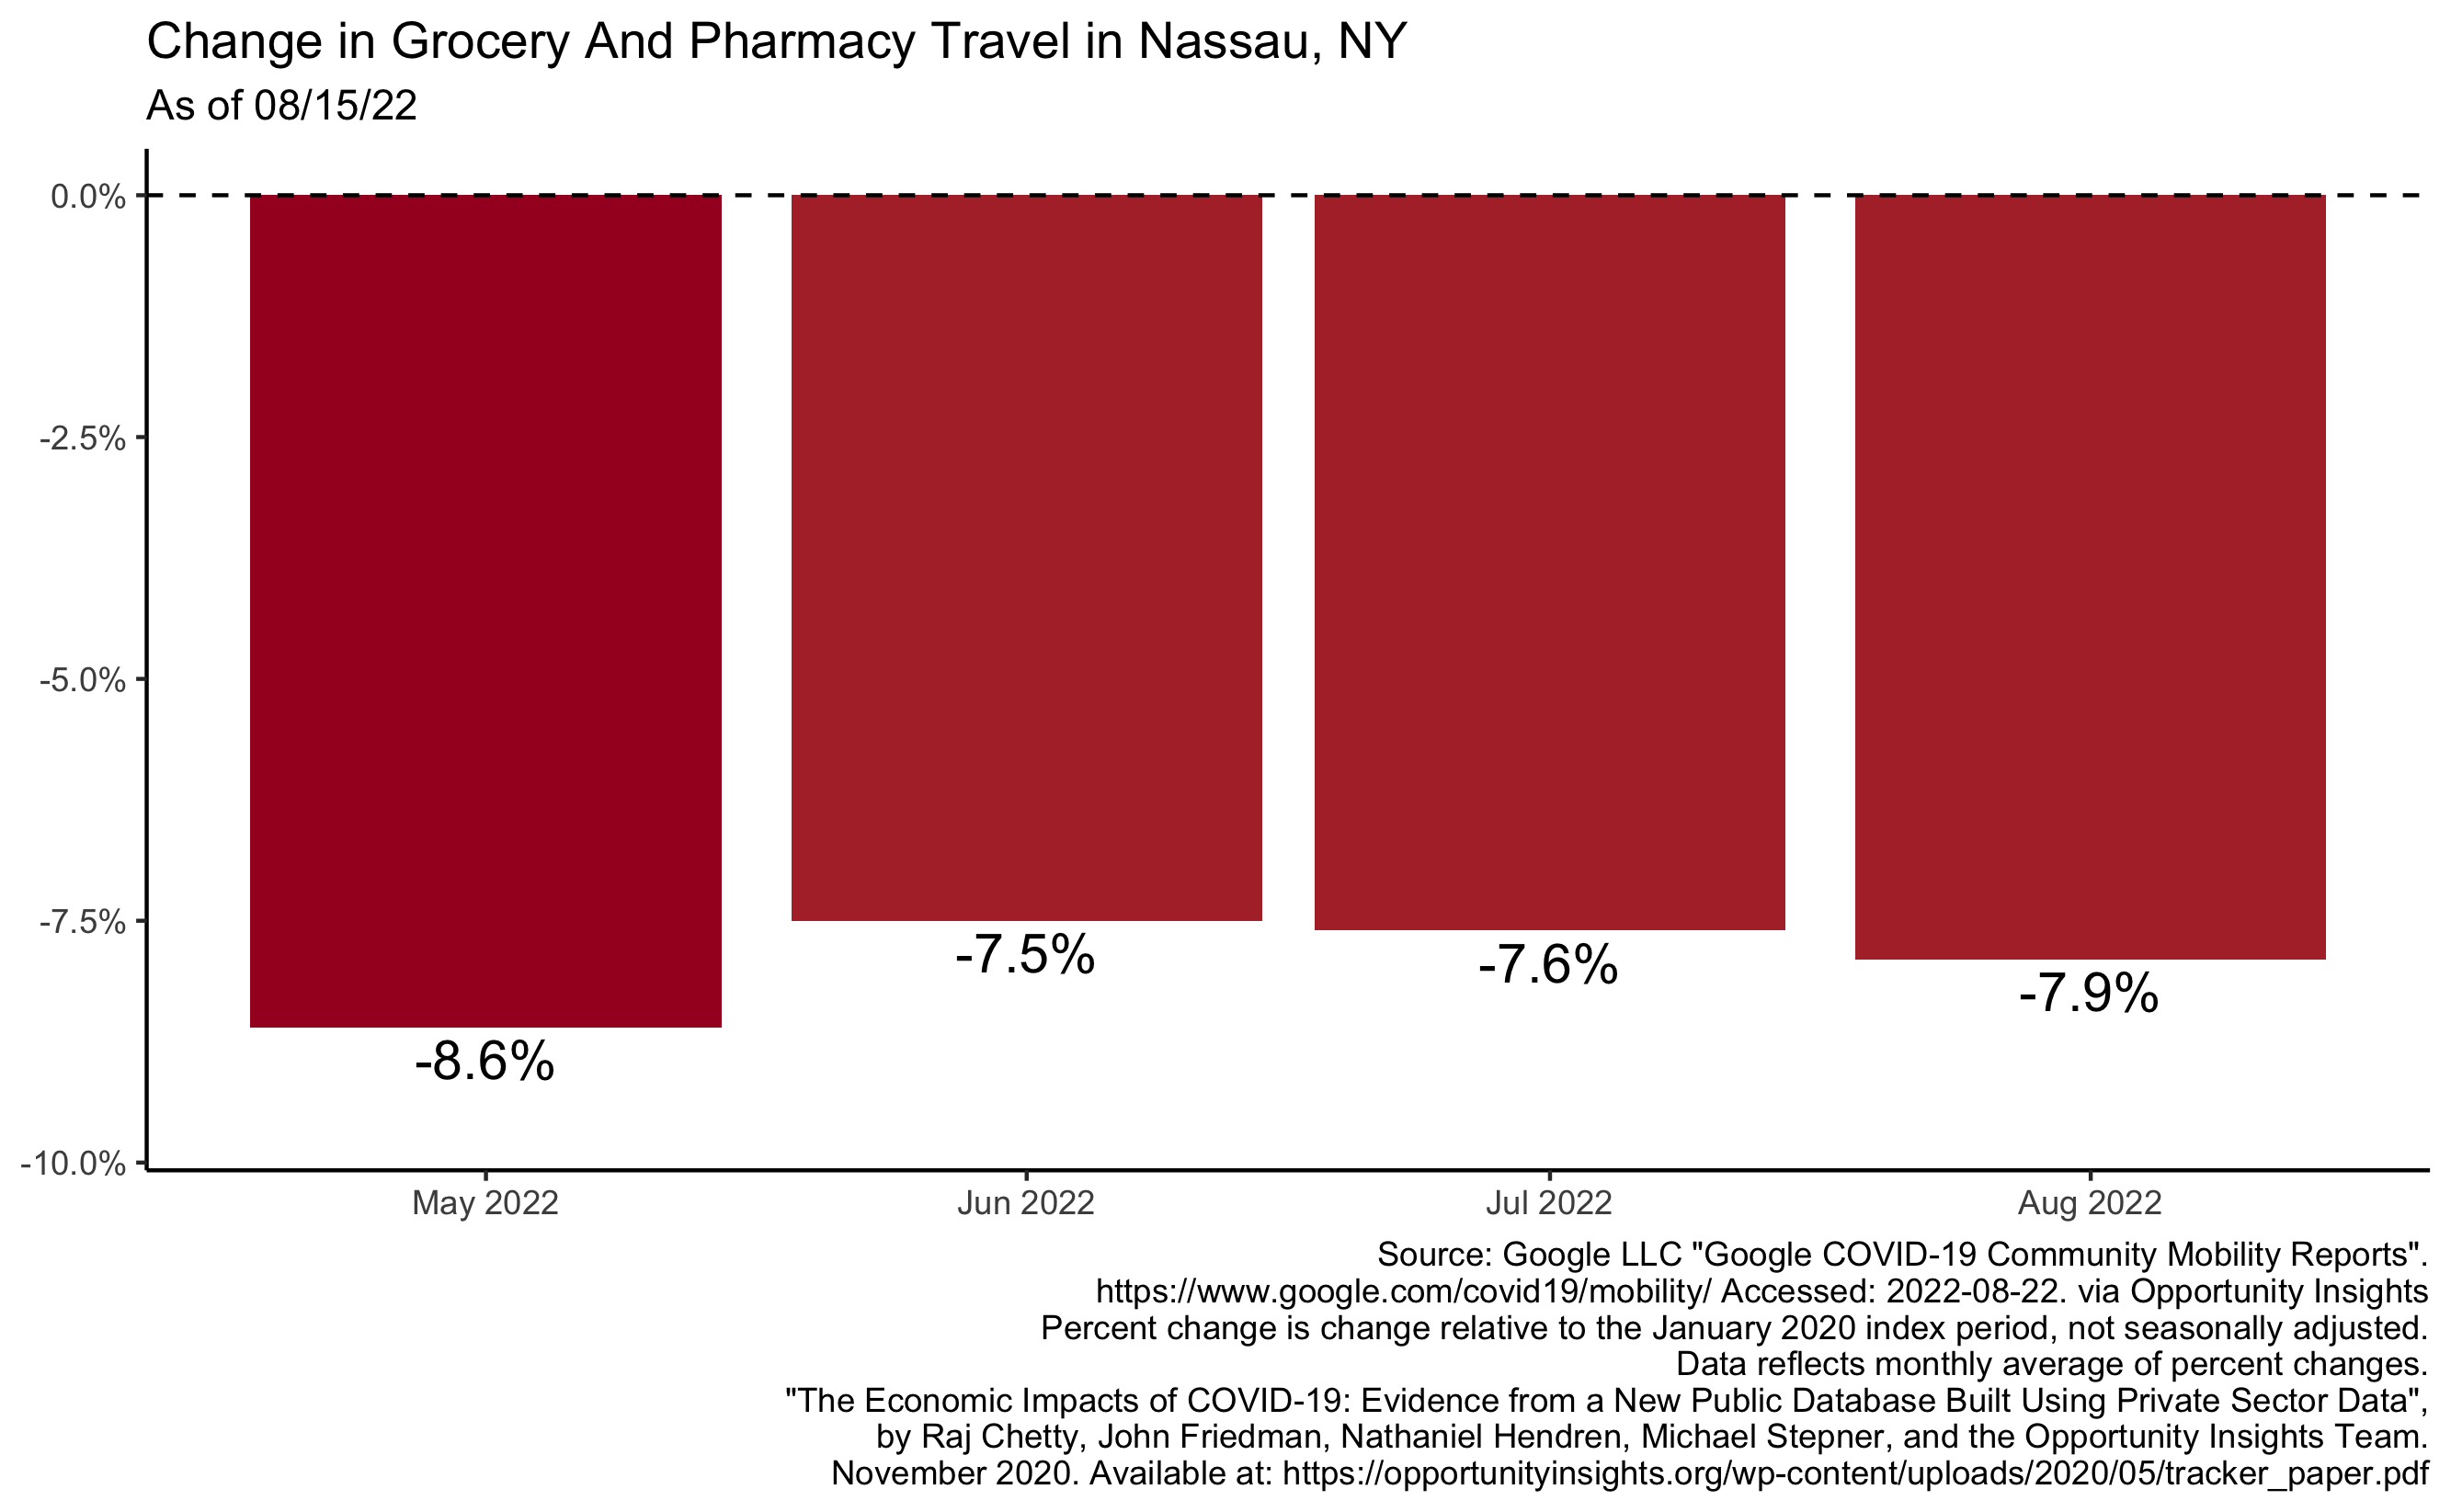 Change in Grocery And Pharmacy Travel in Nassau, NY
As of 08/15/22
0.0%
-2.5%
-5.0%
-7.5%
-10.0%
-8.6%
-7.5%
-7.6%
-7.9%
May 2022
Jun 2022
Jul 2022
Aug 2022
Source: Google LLC "Google COVID-19 Community Mobility Reports".
https://www.google.com/covid19/mobility/ Accessed: 2022-08-22. via Opportunity Insights
Percent change is change relative to the January 2020 index period, not seasonally adjusted.
Data reflects monthly average of percent changes.
"The Economic Impacts of COVID-19: Evidence from a New Public Database Built Using Private Sector Data",
by Raj Chetty, John Friedman, Nathaniel Hendren, Michael Stepner, and the Opportunity Insights Team.
November 2020. Available at: https://opportunityinsights.org/wp-content/uploads/2020/05/tracker_paper.pdf